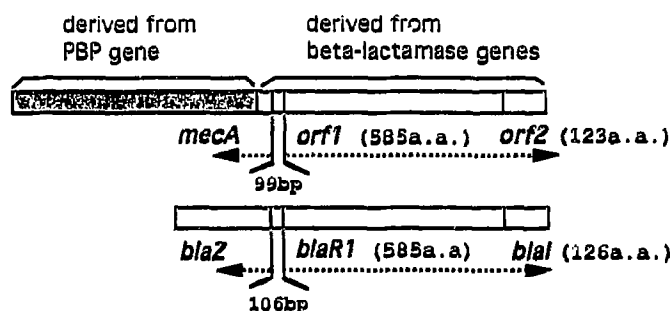 derived from PBP gene
derived from beta-lactamase genes
mecA orf1 (585a.a.) orf2 (123a.a.)
99bp
blaZ blaR1 (585a.a) blaI (126a.a.)
106bp